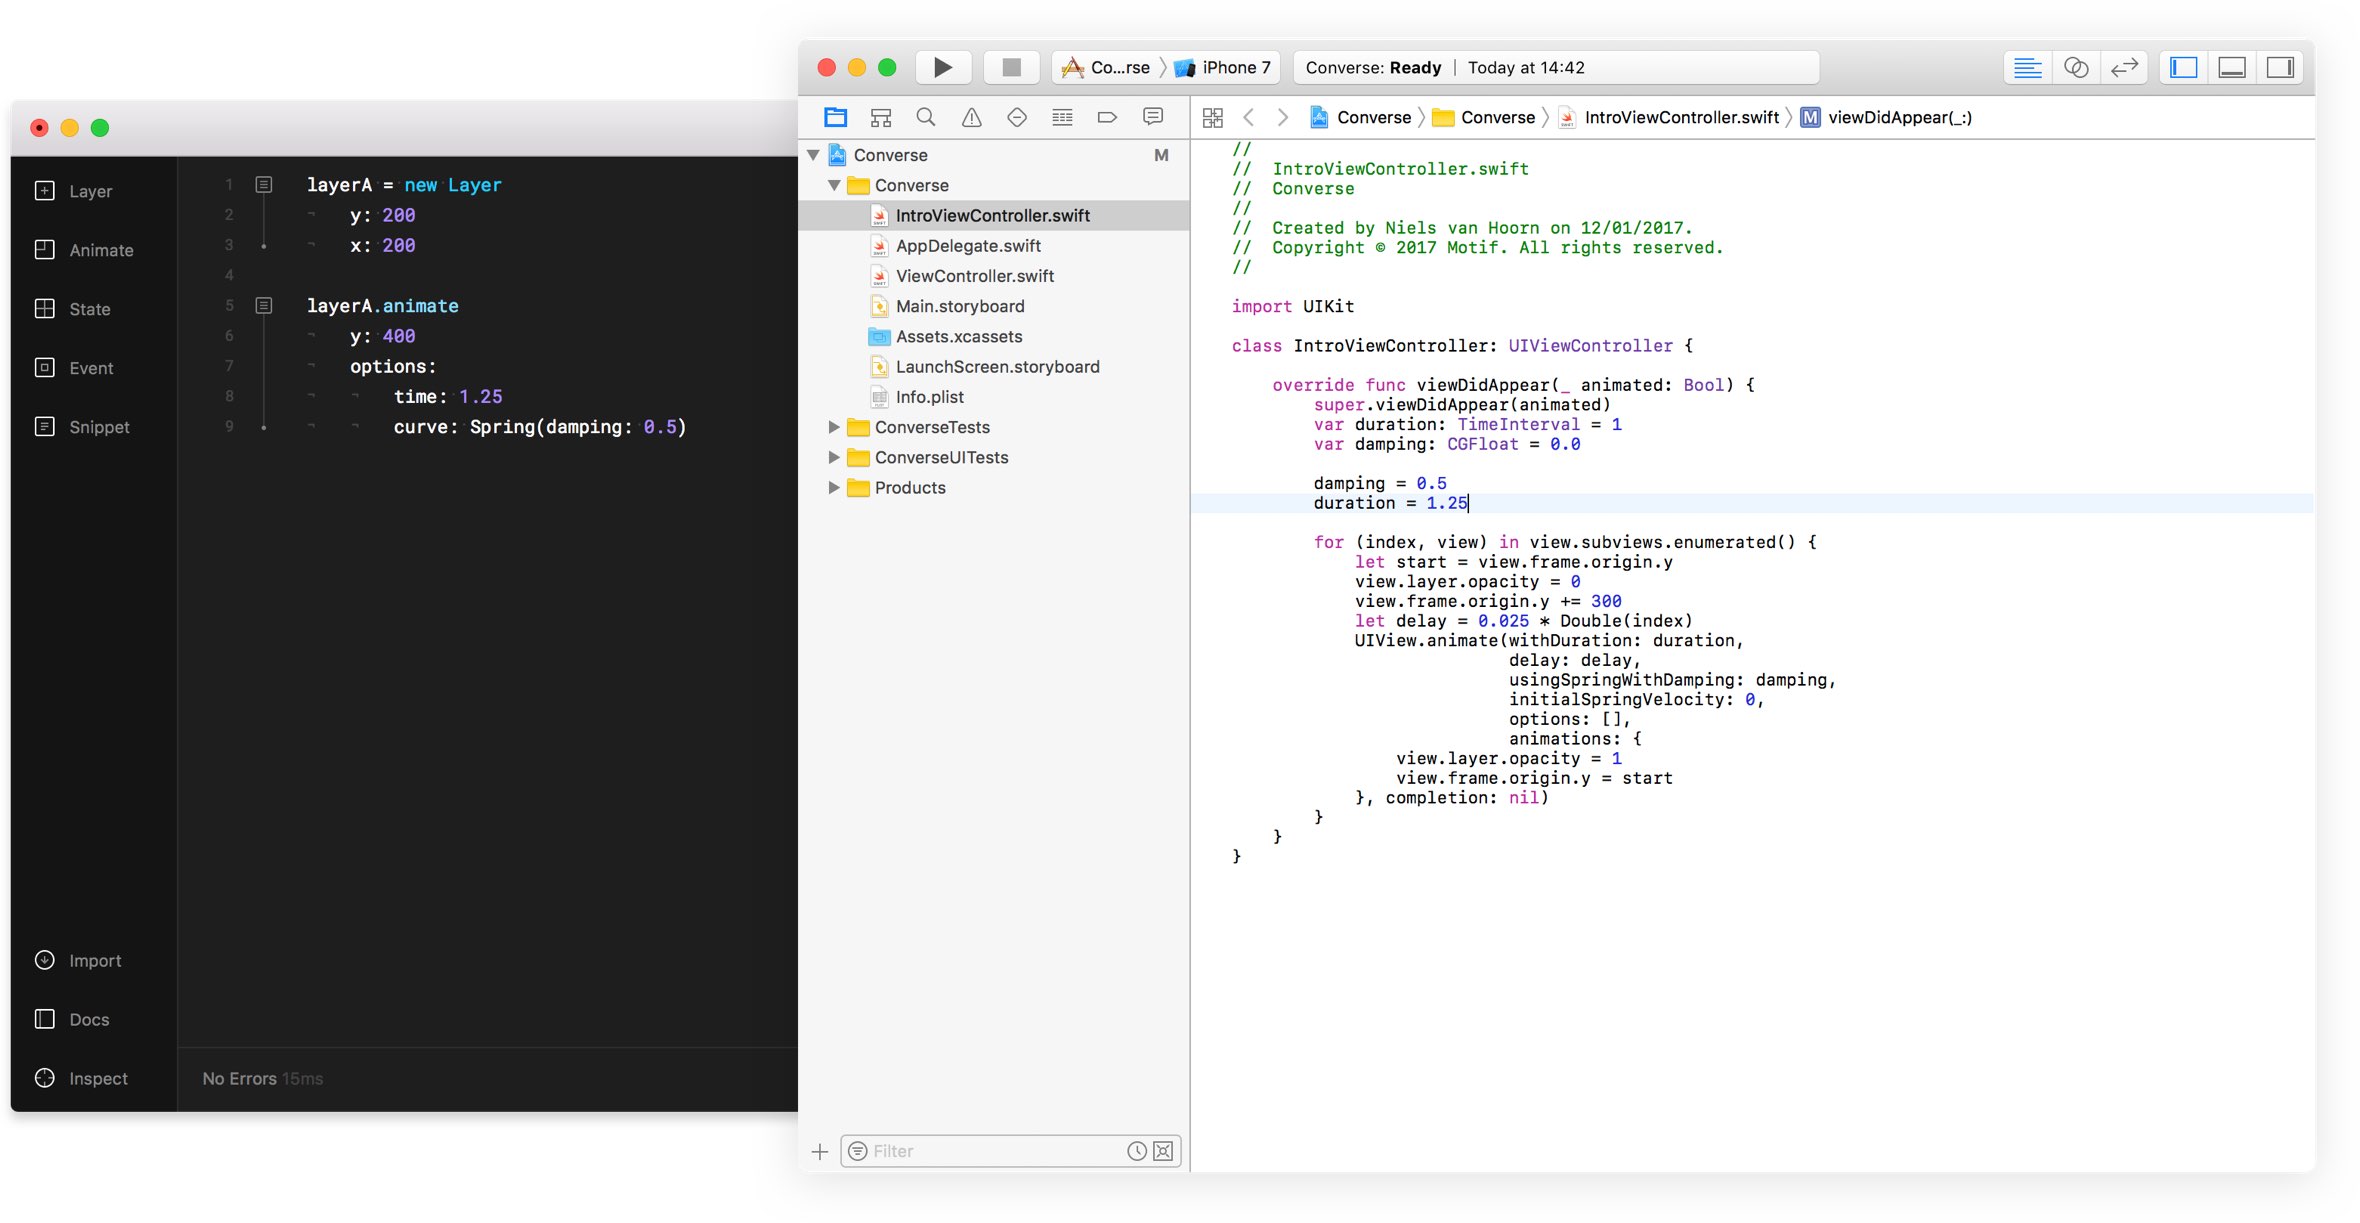 Layer
Animate
State
Event
Snippet
Import
Docs
Inspect
1 layerA = new Layer
2 y: 200
3 x: 200
4
5 layerA.animate
6 y: 400
7 options:
8 time: 1.25
9 curve: Spring(damping: 0.5)
No Errors 15ms
Co...rse iPhone 7
Converse: Ready | Today at 14:42
Converse M
Converse
IntroViewController.swift
AppDelegate.swift
ViewController.swift
Main.storyboard
Assets.xcassets
LaunchScreen.storyboard
Info.plist
ConverseTests
ConverseUITests
Products
Filter
Converse Converse IntroViewController.swift M viewDidAppear(_:)
//
// IntroViewController.swift
// Converse
//
// Created by Niels van Hoorn on 12/01/2017.
// Copyright © 2017 Motif. All rights reserved.
//
import UIKit
class IntroViewController: UIViewController {
override func viewDidAppear(_ animated: Bool) {
super.viewDidAppear(animated)
var duration: TimeInterval = 1
var damping: CGFloat = 0.0
damping = 0.5
duration = 1.25
for (index, view) in view.subviews.enumerated() {
let start = view.frame.origin.y
view.layer.opacity = 0
view.frame.origin.y += 300
let delay = 0.025 * Double(index)
UIView.animate(withDuration: duration,
delay: delay,
usingSpringWithDamping: damping,
initialSpringVelocity: 0,
options: [],
animations: {
view.layer.opacity = 1
view.frame.origin.y = start
}, completion: nil)
}
}
}